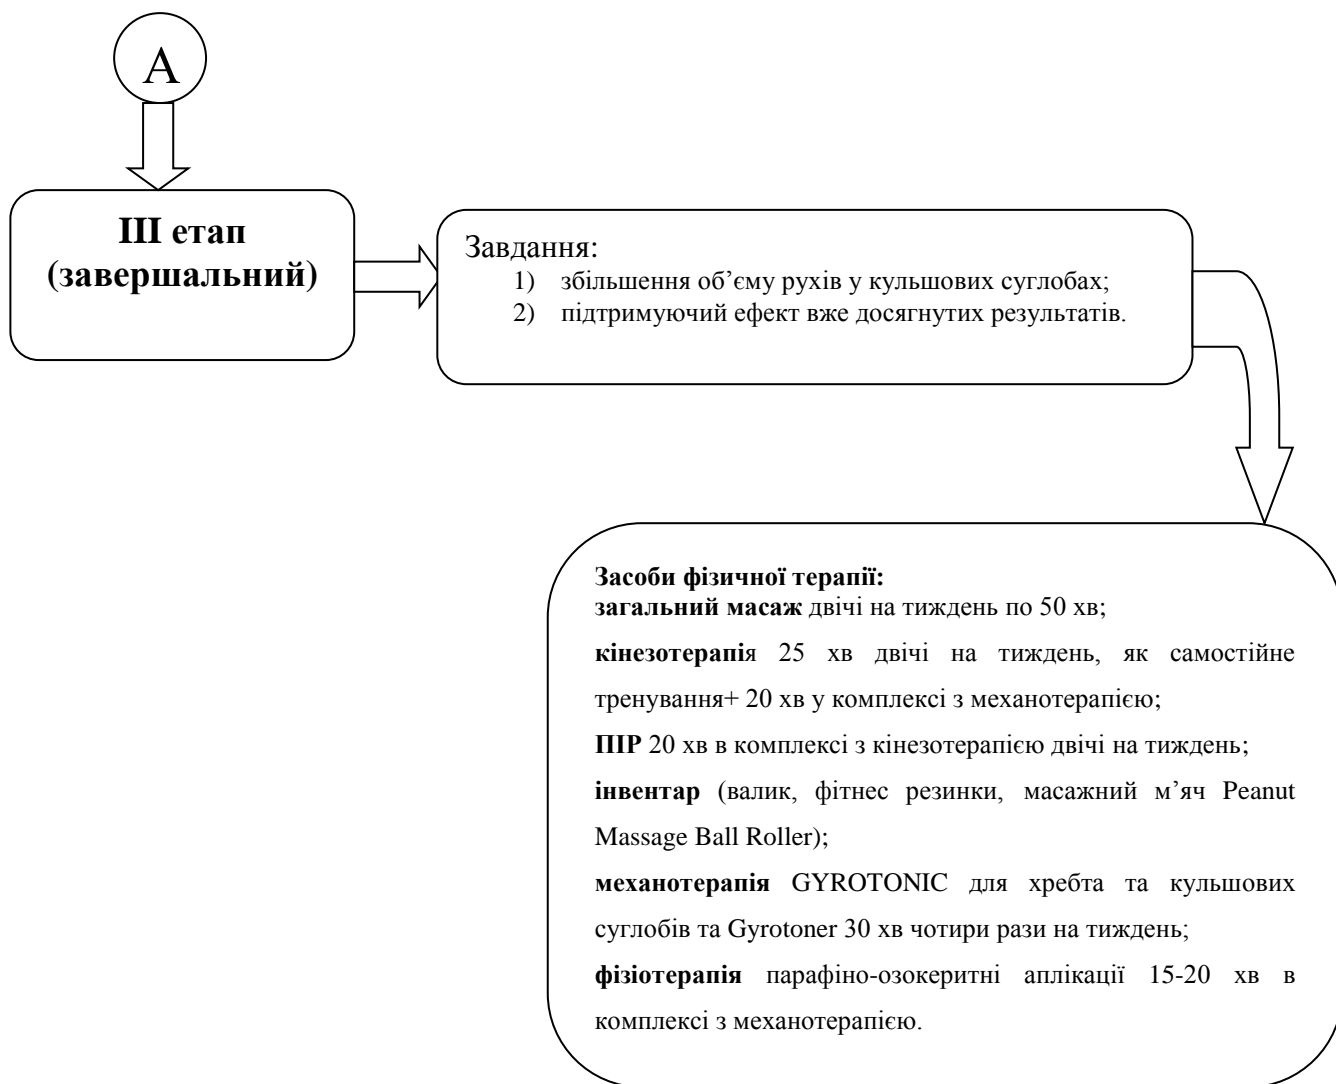 А
III етап
(завершальний)
Завдання:
1) збільшення об’єму рухів у кульшових суглобах;
2) підтримуючий ефект вже досягнутих результатів.
Засоби фізичної терапії:
загальний масаж двічі на тиждень по 50 хв;
кінезотерапія 25 хв двічі на тиждень, як самостійне
тренування+ 20 хв у комплексі з механотерапією;
ПІР 20 хв в комплексі з кінезотерапією двічі на тиждень;
інвентар (валик, фітнес резинки, масажний м’яч Peanut
Massage Ball Roller);
механотерапія GYROTONIC для хребта та кульшових
суглобів та Gyrotoner 30 хв чотири рази на тиждень;
фізіотерапія парафіно-озокеритні аплікації 15-20 хв в
комплексі з механотерапією.